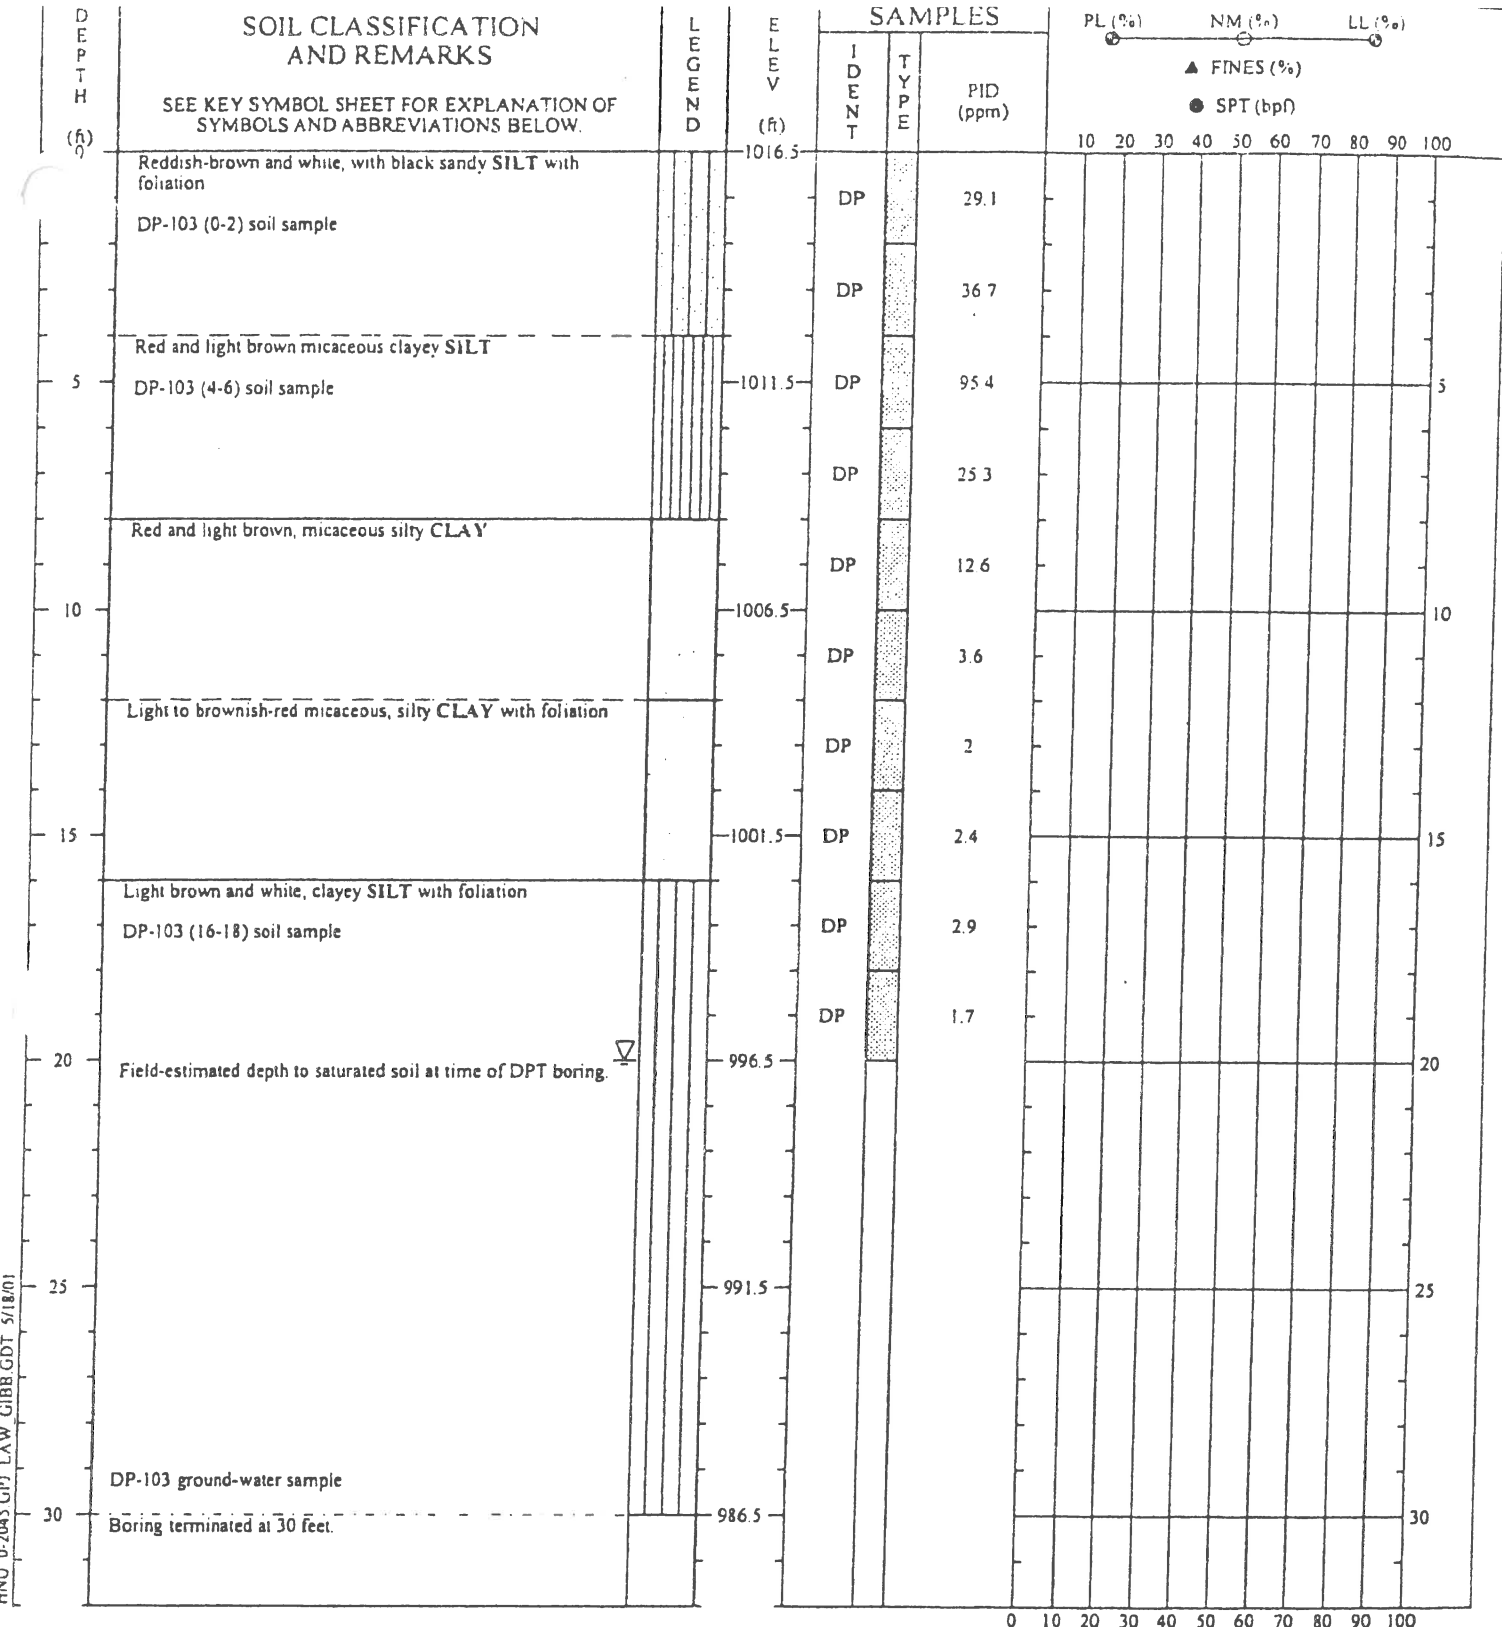 DEPTH
(ft)
SOIL CLASSIFICATION
AND REMARKS
SEE KEY SYMBOL SHEET FOR EXPLANATION OF
SYMBOLS AND ABBREVIATIONS BELOW.
LEGEND
ELEV
(ft)
SAMPLES
IDENT
TYPE
PID
(ppm)
PL (%) NM (%) LL (%)
▲ FINES (%)
● SPT (bpf)
10 20 30 40 50 60 70 80 90 100
0
1016.5
Reddish-brown and white, with black sandy SILT with
foliation
DP 29.1
DP-103 (0-2) soil sample
DP 36 7
Red and light brown micaceous clayey SILT
5 DP-103 (4-6) soil sample 1011.5 DP 95 4 5
DP 25 3
Red and light brown, micaceous silty CLAY
DP 12 6
10 1006.5 10
DP 3.6
Light to brownish-red micaceous, silty CLAY with foliation
DP 2
15 1001.5 DP 2.4 15
Light brown and white, clayey SILT with foliation
DP-103 (16-18) soil sample DP 2.9
DP 1.7
20 996.5 20
Field-estimated depth to saturated soil at time of DPT boring.
25 991.5 25
DP-103 ground-water sample
30 986.5 30
Boring terminated at 30 feet.
0 10 20 30 40 50 60 70 80 90 100
LAW GIBB.GDT 5/18/01